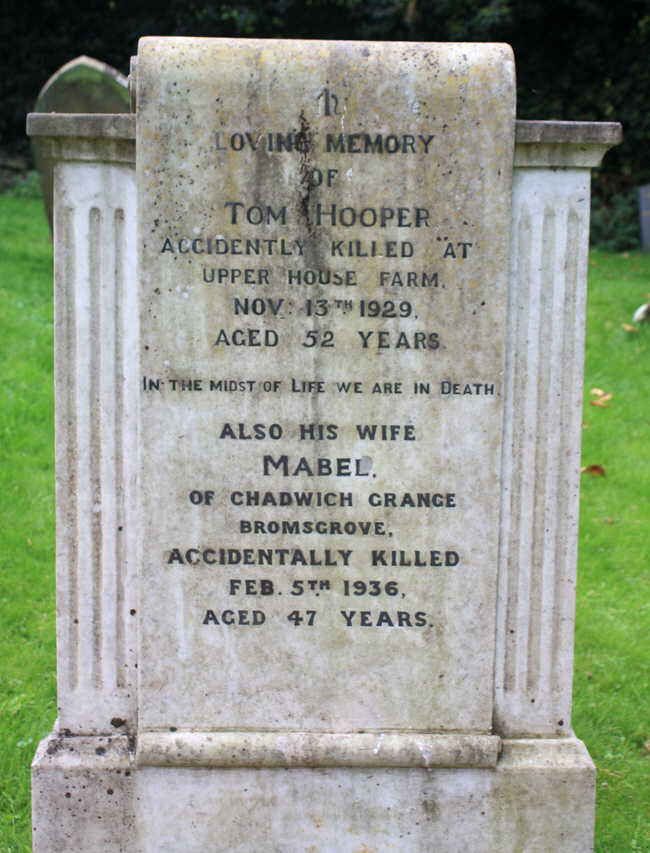 In
LOVING MEMORY
OF
TOM HOOPER
ACCIDENTLY KILLED AT
UPPER HOUSE FARM,
NOV. 13TH 1929,
AGED 52 YEARS.
IN THE MIDST OF LIFE WE ARE IN DEATH.
ALSO HIS WIFE
MABEL,
OF CHADWICH GRANGE
BROMSGROVE,
ACCIDENTALLY KILLED
FEB. 5TH 1936,
AGED 47 YEARS.